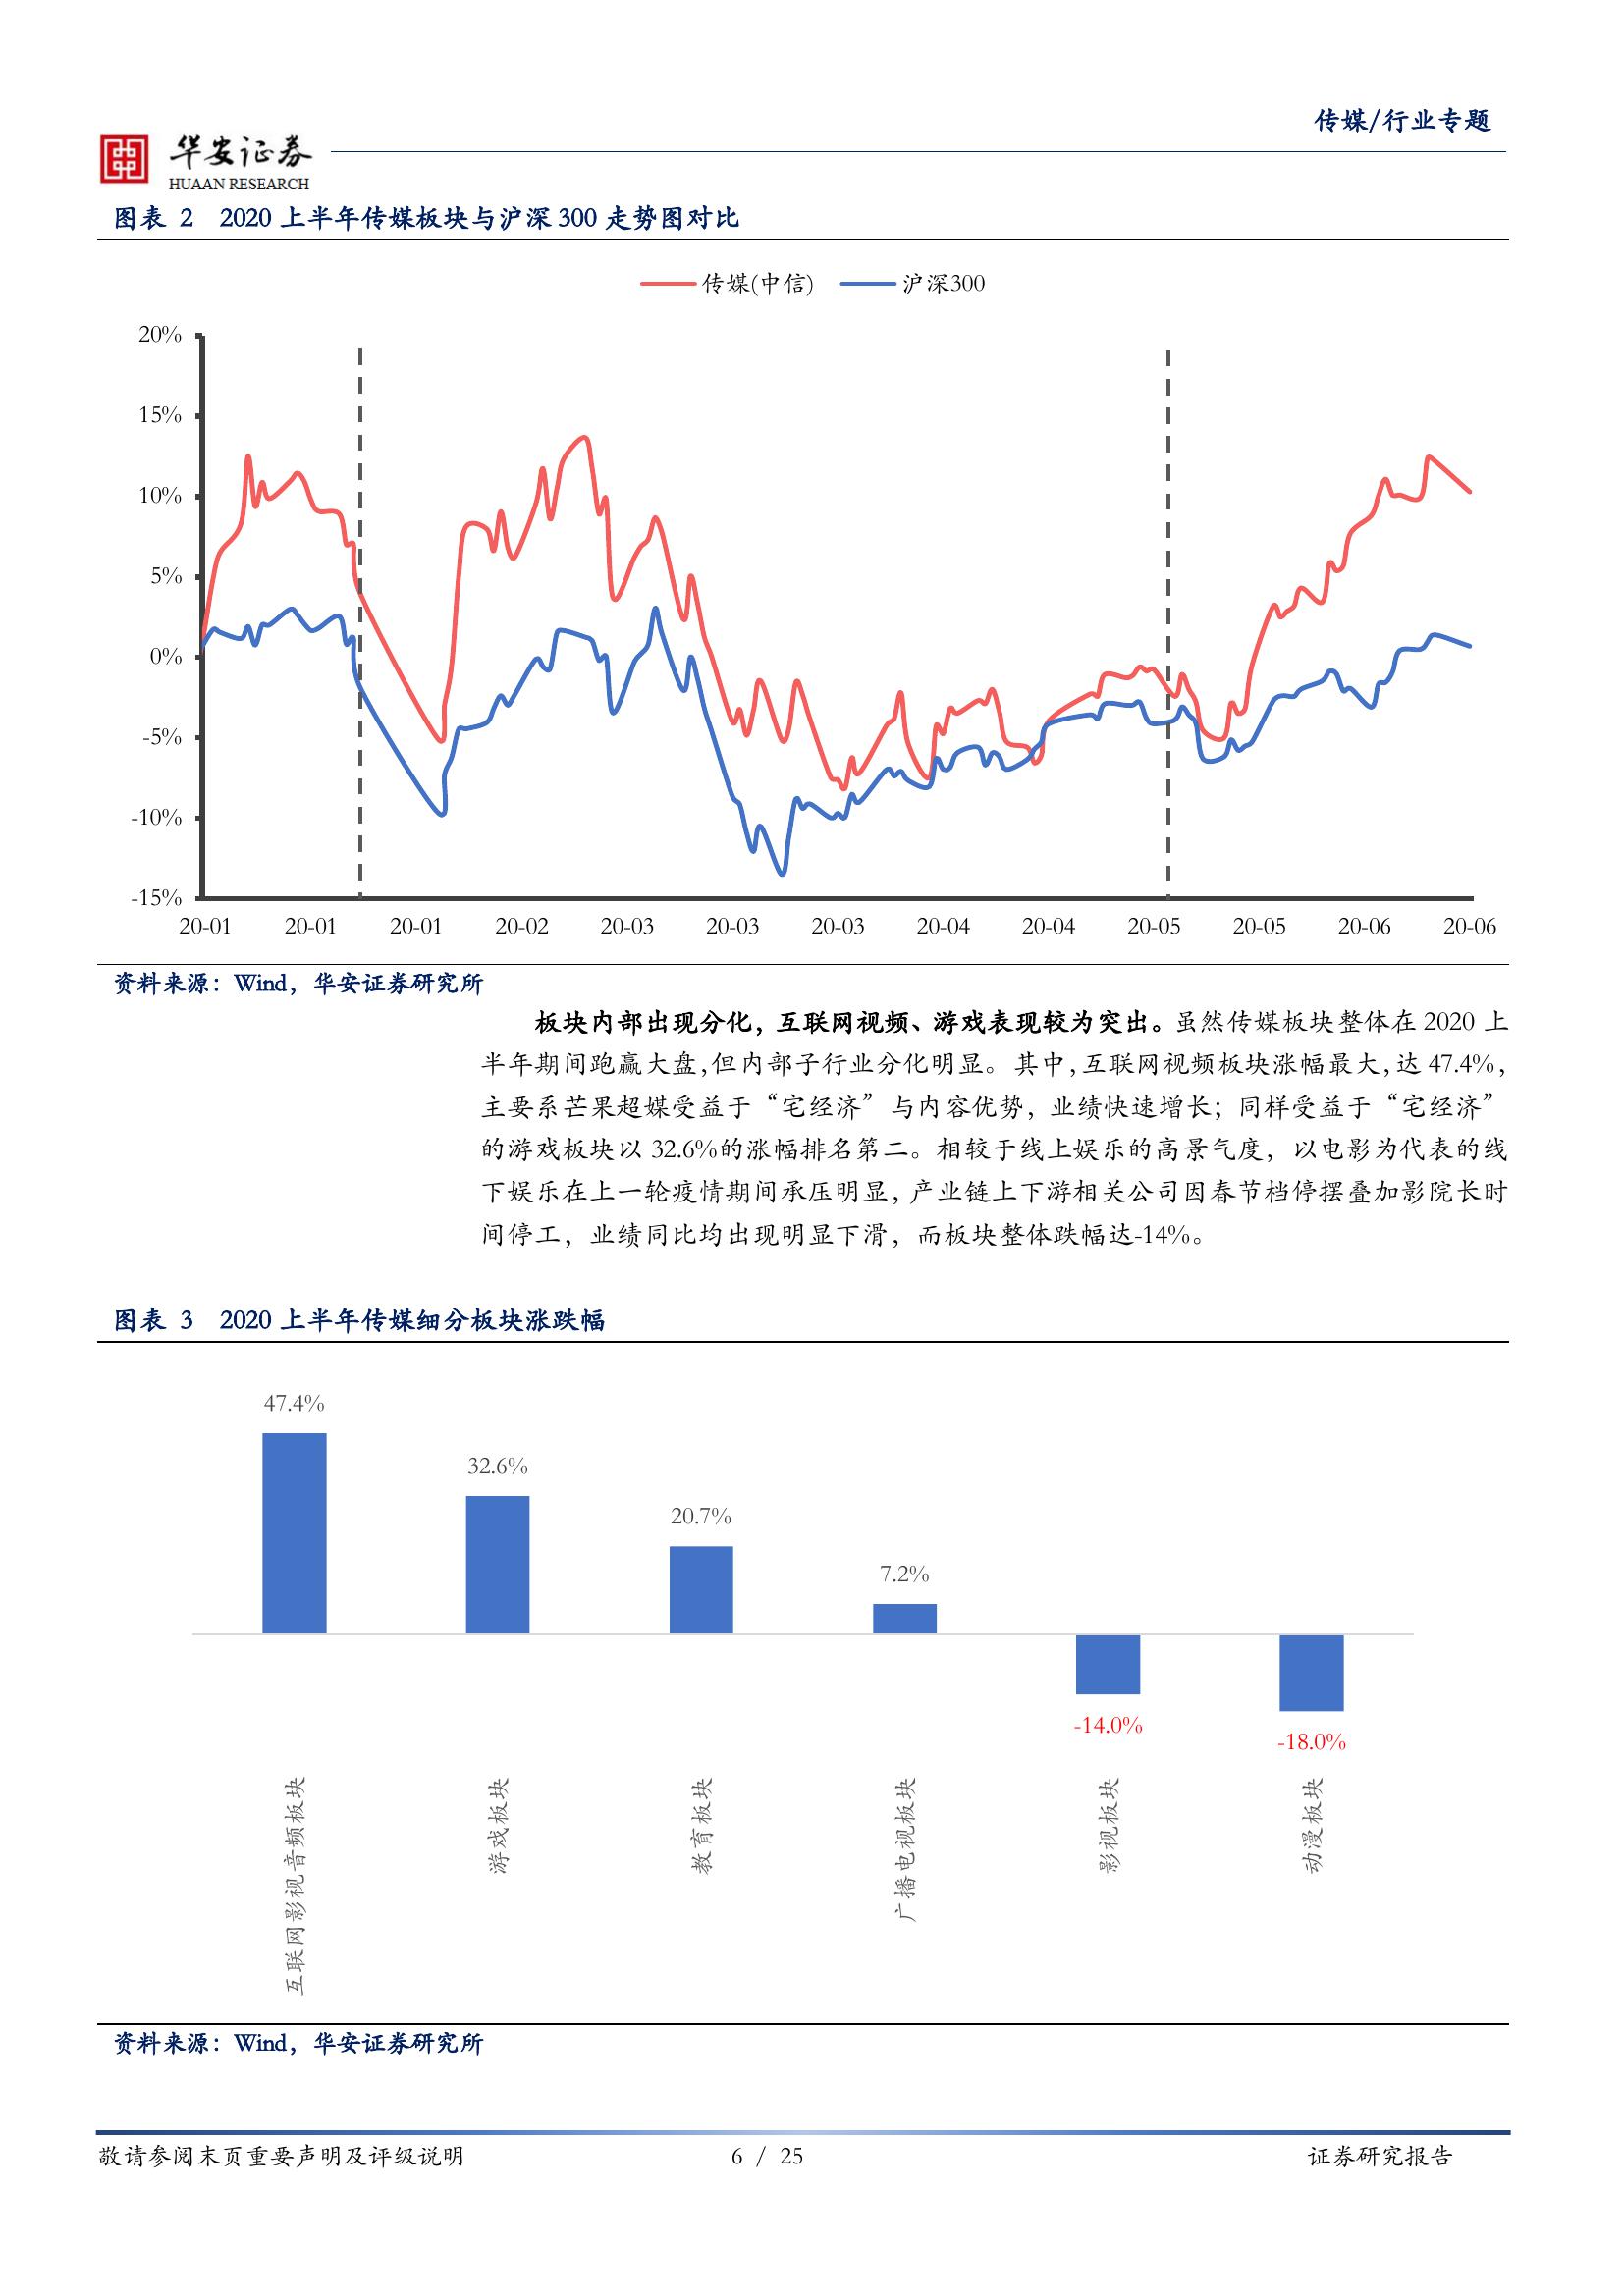 传媒/行业专题
华安证券
HUAAN RESEARCH
图表 2 2020 上半年传媒板块与沪深 300 走势图对比
传媒(中信) 沪深300
20%
15%
10%
5%
0%
-5%
-10%
-15%
20-01 20-01 20-01 20-02 20-03 20-03 20-03 20-04 20-04 20-05 20-05 20-06 20-06
资料来源：Wind，华安证券研究所
板块内部出现分化，互联网视频、游戏表现较为突出。虽然传媒板块整体在 2020 上
半年期间跑赢大盘，但内部子行业分化明显。其中，互联网视频板块涨幅最大，达 47.4%，
主要系芒果超媒受益于“宅经济”与内容优势，业绩快速增长；同样受益于“宅经济”
的游戏板块以 32.6%的涨幅排名第二。相较于线上娱乐的高景气度，以电影为代表的线
下娱乐在上一轮疫情期间承压明显，产业链上下游相关公司因春节档停摆叠加影院长时
间停工，业绩同比均出现明显下滑，而板块整体跌幅达-14%。
图表 3 2020 上半年传媒细分板块涨跌幅
47.4%
32.6%
20.7%
7.2%
-14.0%
-18.0%
互联网影视音频板块
游戏板块
教育板块
广播电视板块
影视板块
动漫板块
资料来源：Wind，华安证券研究所
敬请参阅末页重要声明及评级说明 6 / 25 证券研究报告